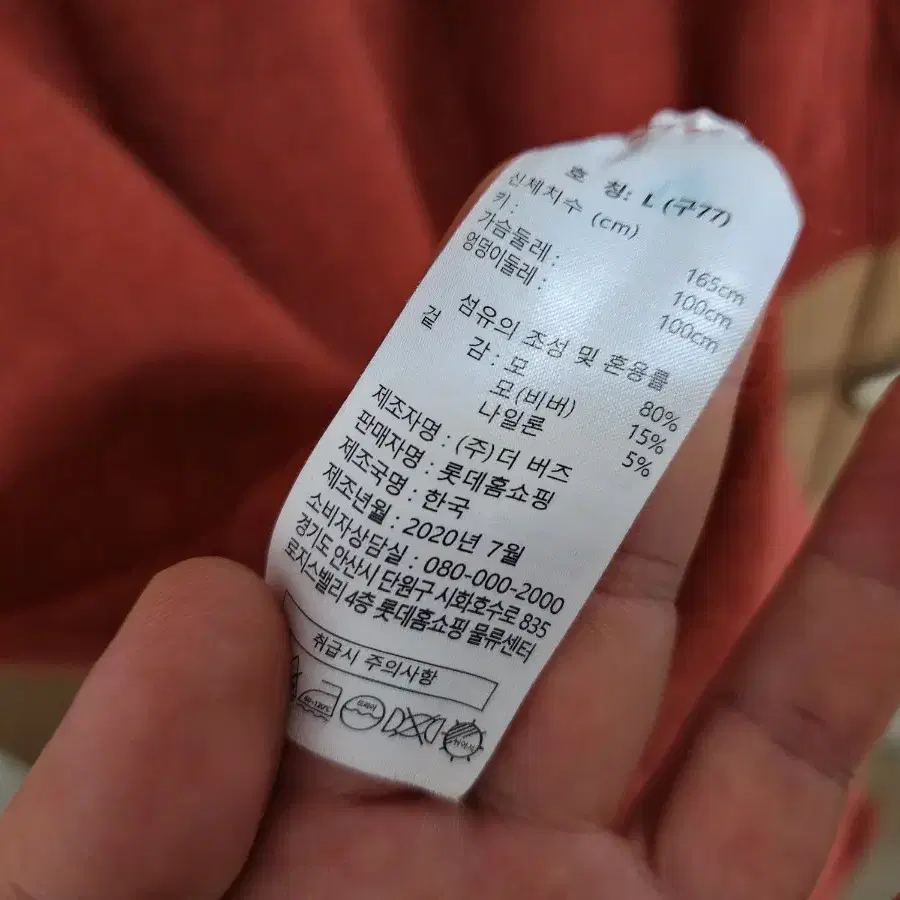 호 칭: L (구77)
신체치수 (cm)
키 : 165cm
가슴둘레 : 100cm
엉덩이둘레 : 100cm
섬유의 조성 및 혼용률
겉 감 : 모 80%
모(비버) 15%
나일론 5%
제조자명 : (주)더 버즈
판매자명 : 롯데홈쇼핑
제조국명 : 한국
제조년월 : 2020년 7월
소비자상담실 : 080-000-2000
경기도 안산시 단원구 시화호수로 835
로지스밸리 4층 롯데홈쇼핑 물류센터
취급시 주의사항
드라이